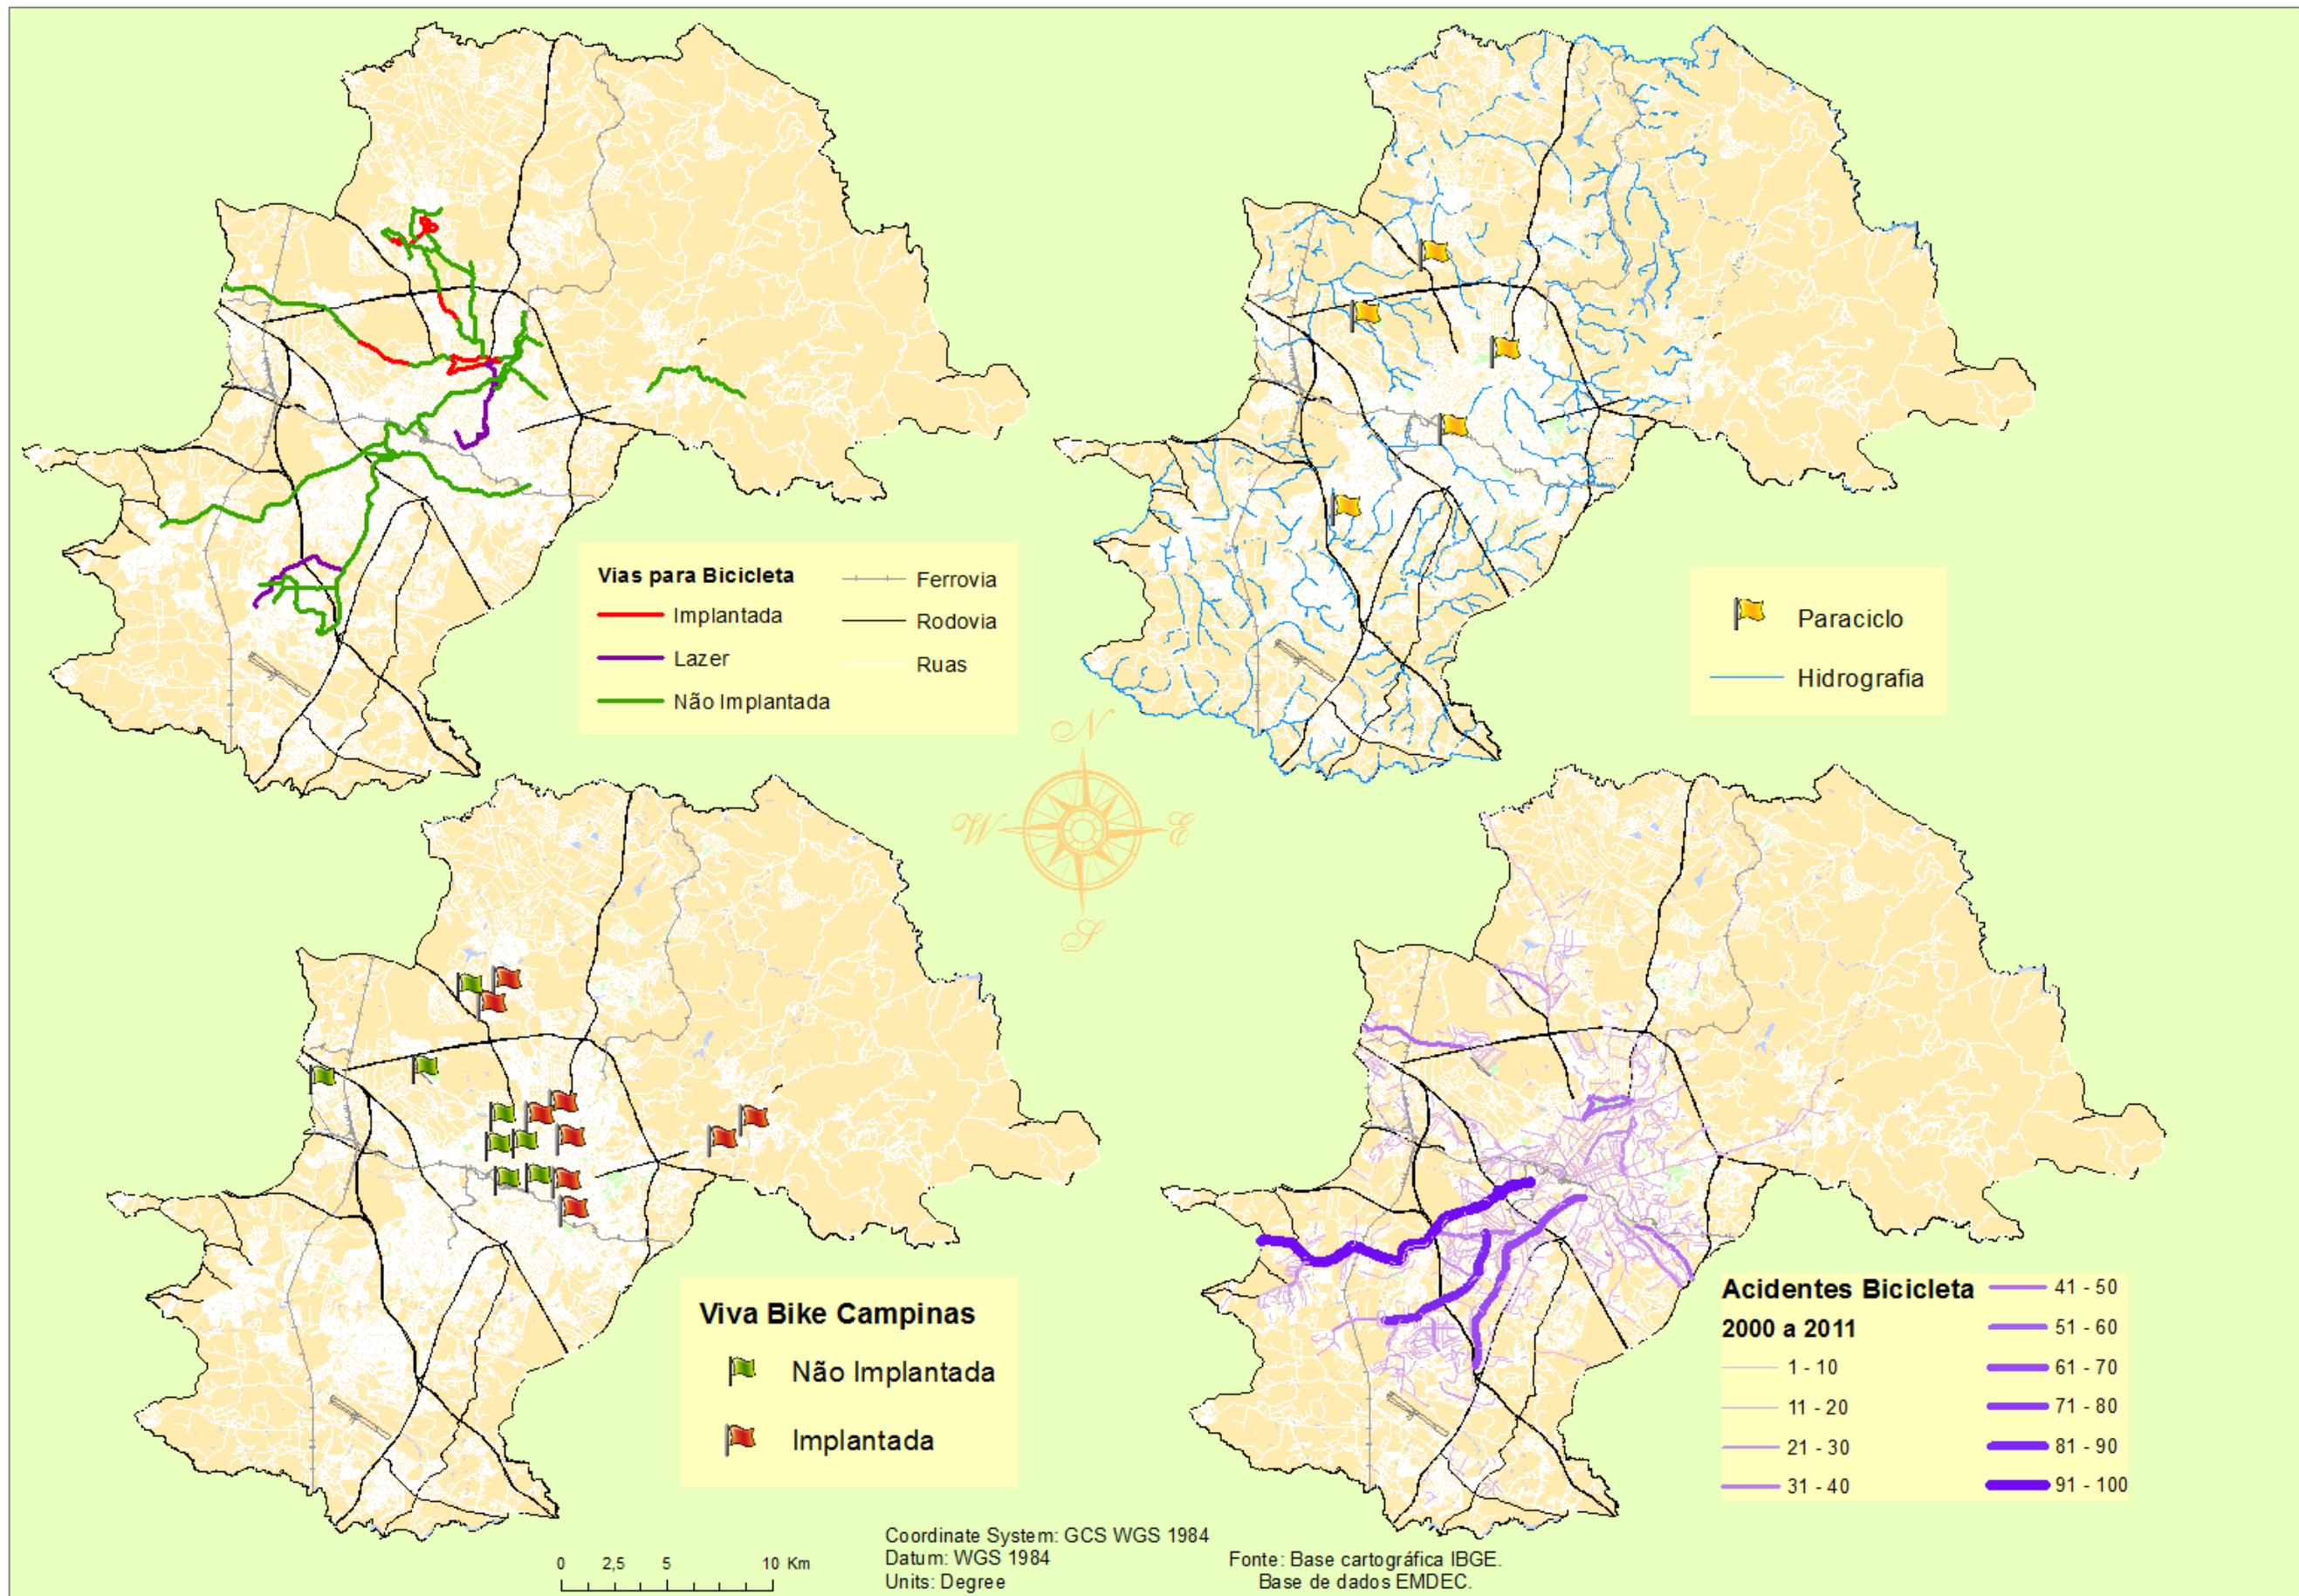 Vias para Bicicleta
Implantada
Lazer
Não Implantada
Ferrovia
Rodovia
Ruas
Paraciclo
Hidrografia
N
W
E
S
Viva Bike Campinas
Não Implantada
Implantada
Acidentes Bicicleta
2000 a 2011
1 - 10
11 - 20
21 - 30
31 - 40
41 - 50
51 - 60
61 - 70
71 - 80
81 - 90
91 - 100
0 2,5 5 10 Km
Coordinate System: GCS WGS 1984
Datum: WGS 1984
Units: Degree
Fonte: Base cartográfica IBGE.
Base de dados EMDEC.